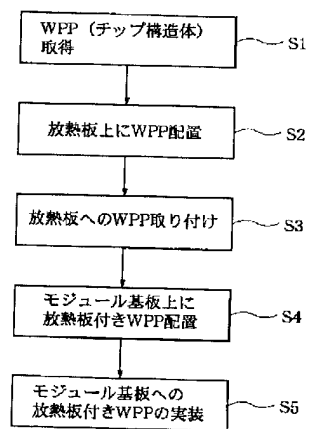 WPP（チップ構造体）
取得
S1
放熱板上にWPP配置
S2
放熱板へのWPP取り付け
S3
モジュール基板上に
放熱板付きWPP配置
S4
モジュール基板への
放熱板付きWPPの実装
S5